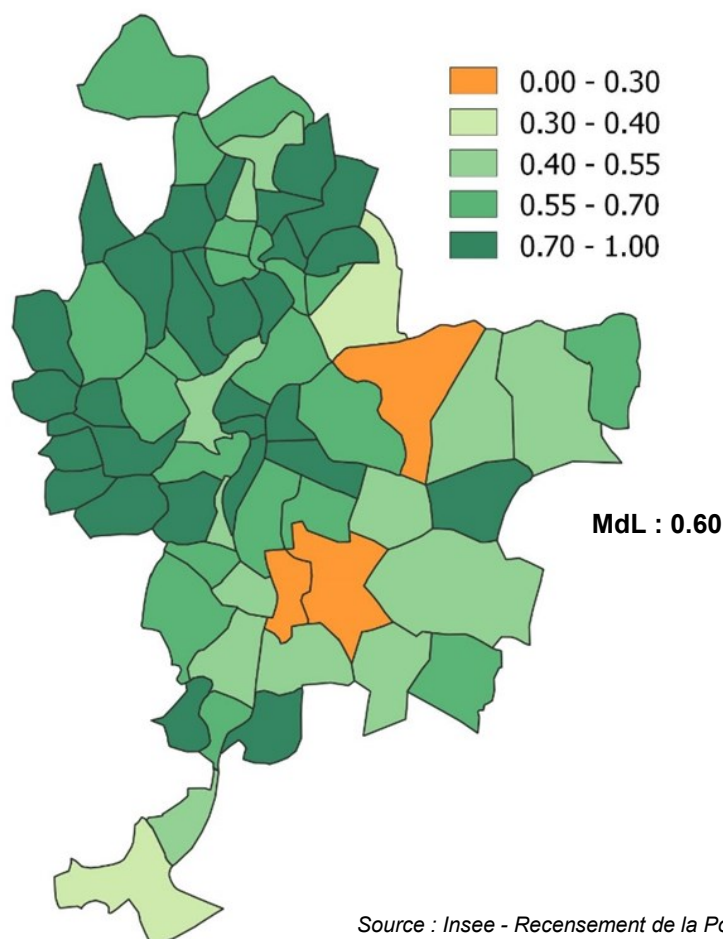 0.00 - 0.30
0.30 - 0.40
0.40 - 0.55
0.55 - 0.70
0.70 - 1.00
MdL : 0.60
Source : Insee - Recensement de la Po